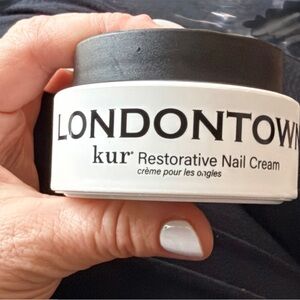 LONDONTOWN
kur® Restorative Nail Cream
crème pour les ongles